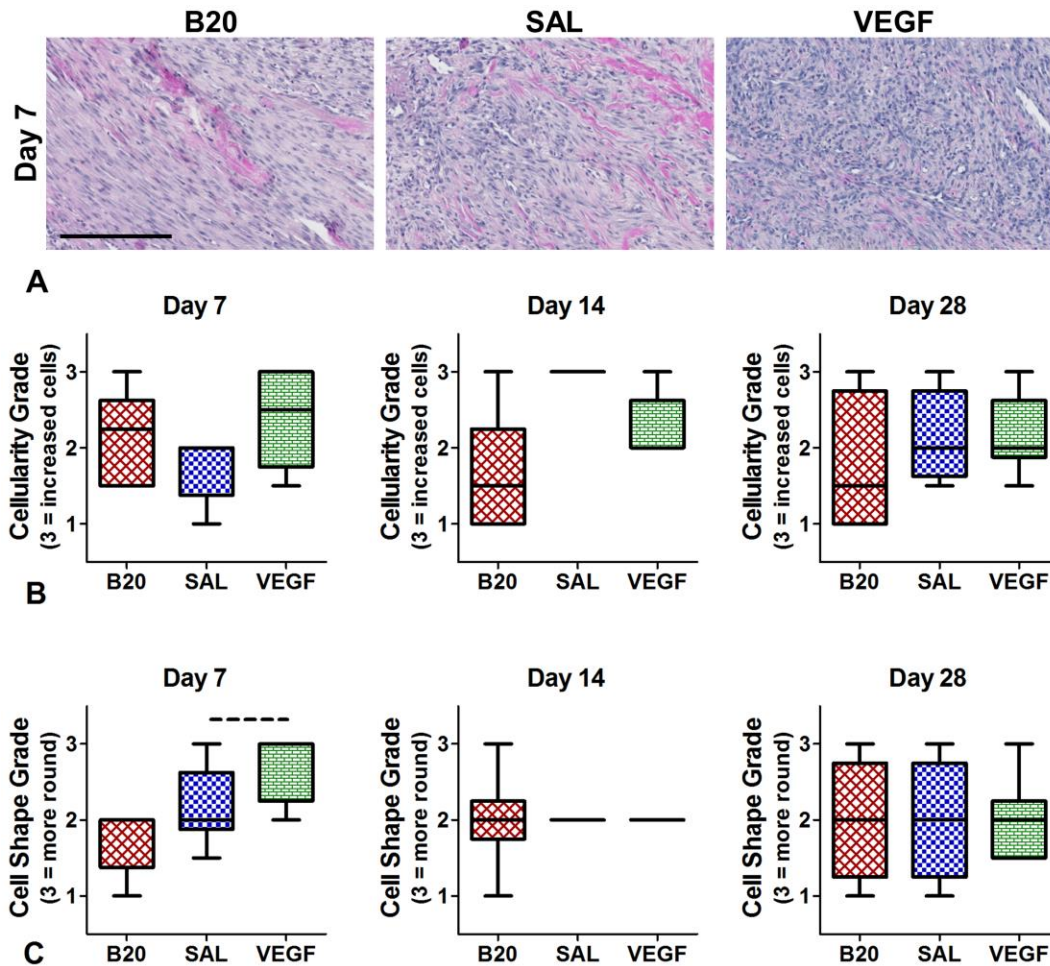 B20 SAL VEGF
Day 7
A
Day 7 Day 14 Day 28
Cellularity Grade
(3 = increased cells)
3
2
1
B20 SAL VEGF
Cellularity Grade
(3 = increased cells)
3
2
1
B20 SAL VEGF
Cellularity Grade
(3 = increased cells)
3
2
1
B20 SAL VEGF
B
Day 7 Day 14 Day 28
Cell Shape Grade
(3 = more round)
3
2
1
B20 SAL VEGF
Cell Shape Grade
(3 = more round)
3
2
1
B20 SAL VEGF
Cell Shape Grade
(3 = more round)
3
2
1
B20 SAL VEGF
C